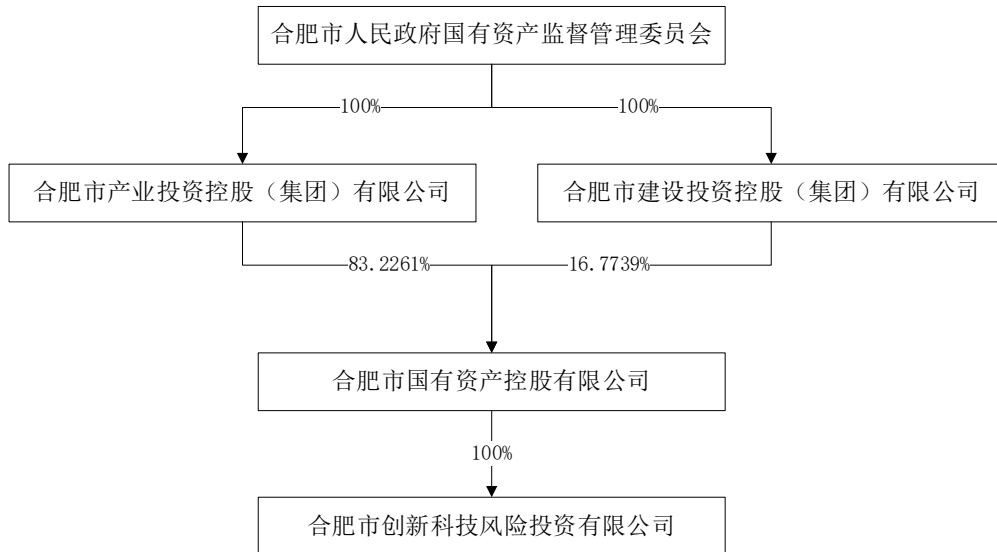 合肥市人民政府国有资产监督管理委员会
100%
100%
合肥市产业投资控股（集团）有限公司
合肥市建设投资控股（集团）有限公司
83.2261%
16.7739%
合肥市国有资产控股有限公司
100%
合肥市创新科技风险投资有限公司